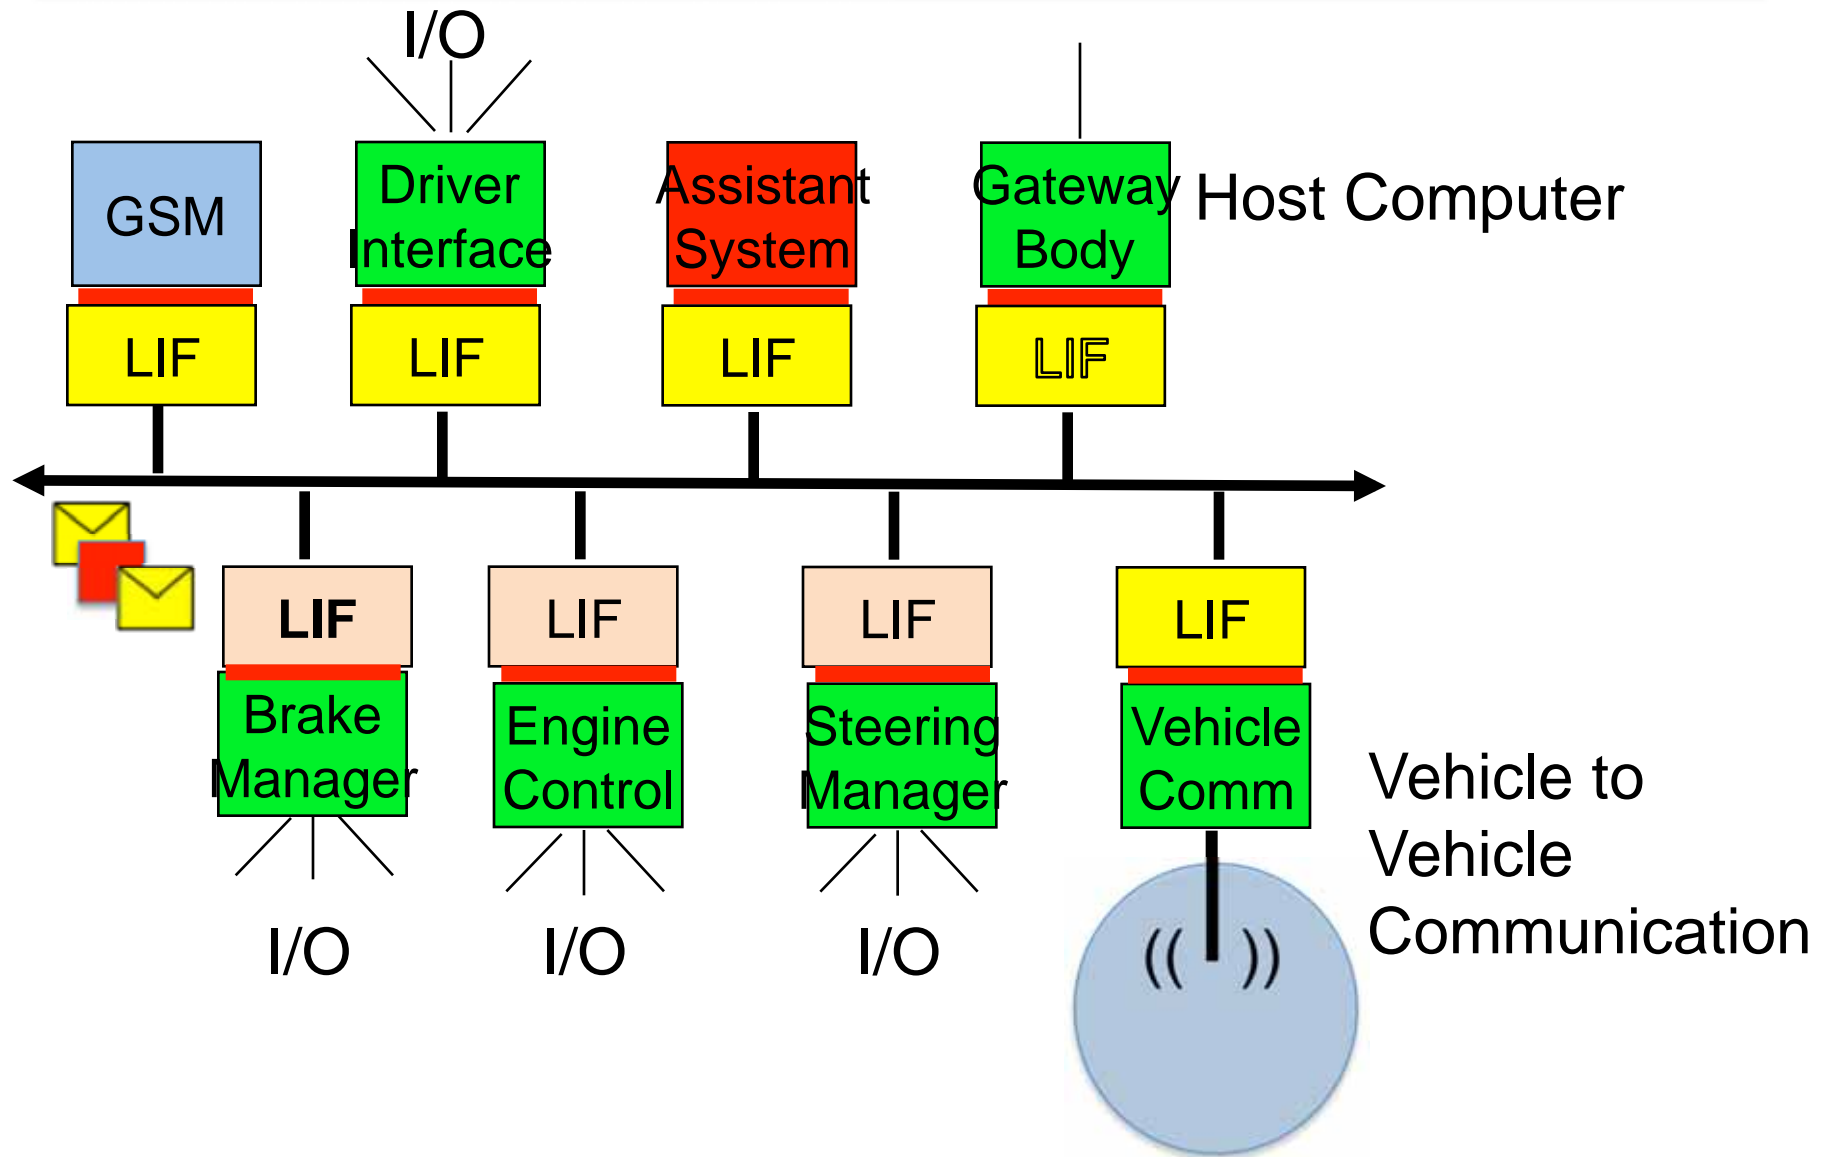 I/O
GSM
Driver
Interface
Assistant
System
Gateway
Body
Host Computer
LIF
LIF
LIF
LIF
LIF
LIF
LIF
LIF
Brake
Manager
Engine
Control
Steering
Manager
Vehicle
Comm
Vehicle to
Vehicle
Communication
I/O
I/O
I/O
(( ))